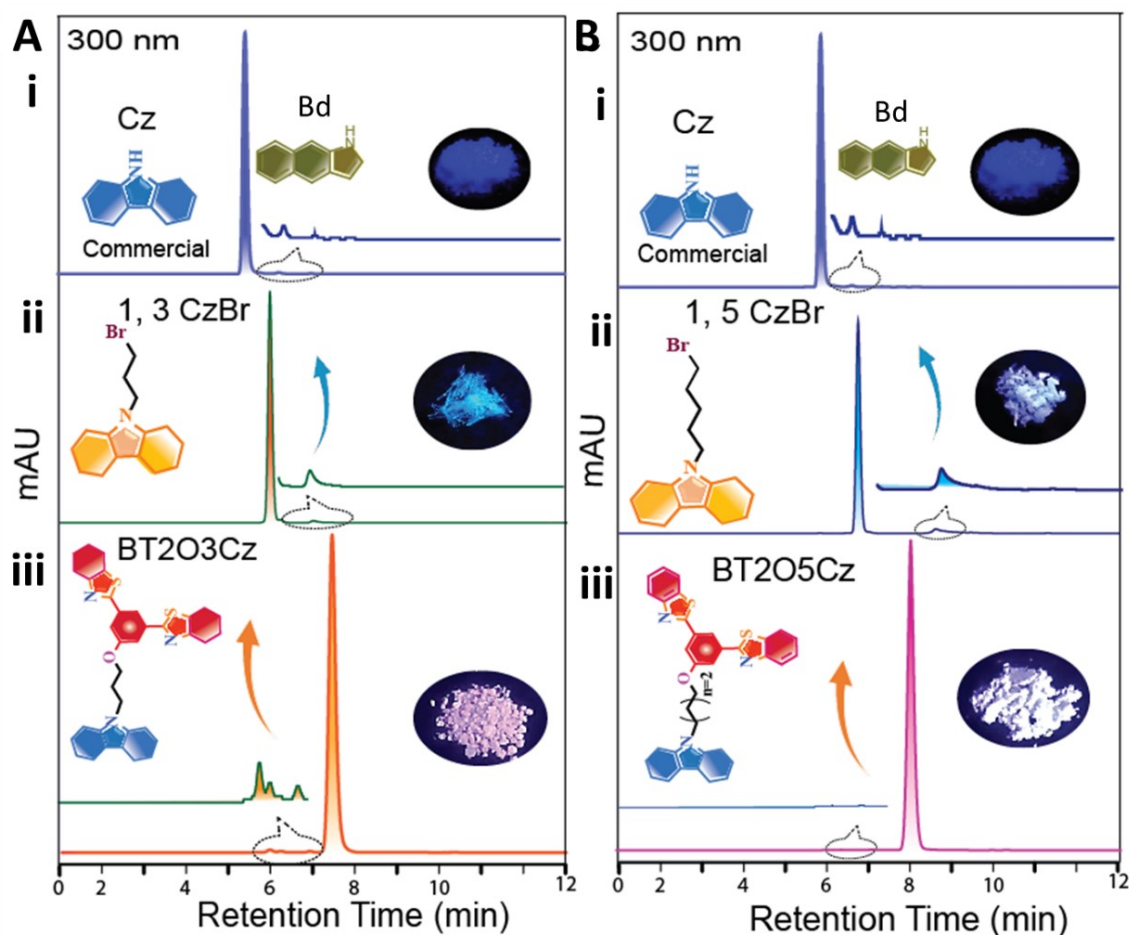 A
300 nm
i
Cz
NH
Commercial
Bd
H
N
ii
1, 3 CzBr
Br
N
mAU
iii
BT2O3Cz
S
N
S
N
O
N
0 2 4 6 8 10 12
Retention Time (min)
B
300 nm
i
Cz
NH
Commercial
Bd
H
N
ii
1, 5 CzBr
Br
N
mAU
iii
BT2O5Cz
S
N
S
N
O
n=2
N
0 2 4 6 8 10 12
Retention Time (min)